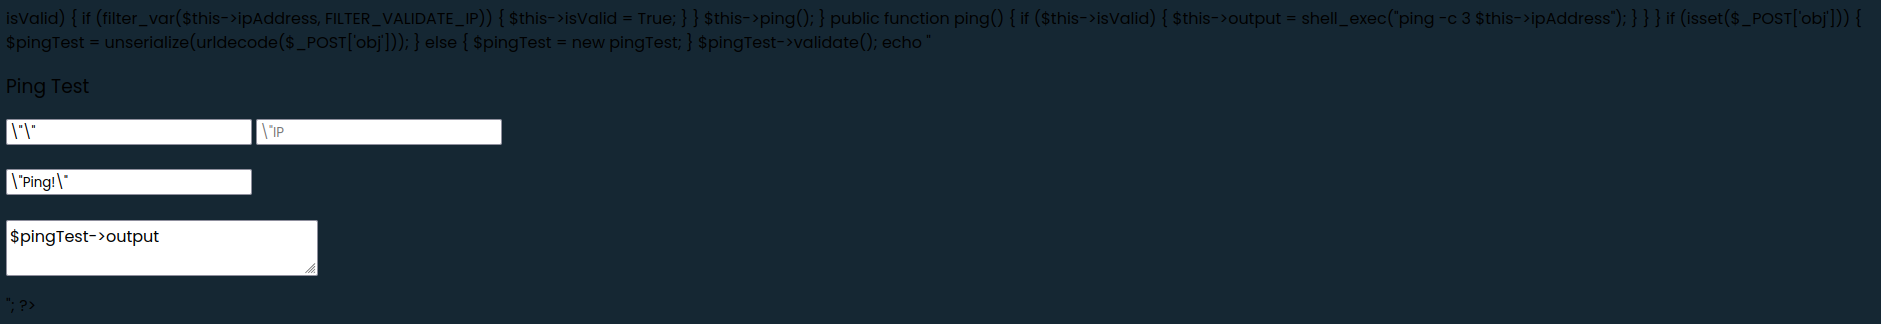 isValid) { if (filter_var($this->ipAddress, FILTER_VALIDATE_IP)) { $this->isValid = True; } } $this->ping(); } public function ping() { if ($this->isValid) { $this->output = shell_exec("ping -c 3 $this->ipAddress"); } } } if (isset($_POST['obj'])) {
$pingTest = unserialize(urldecode($_POST['obj'])); } else { $pingTest = new pingTest; } $pingTest->validate(); echo "
Ping Test
\"\" \"IP
\"Ping!\"
$pingTest->output
"; ?>